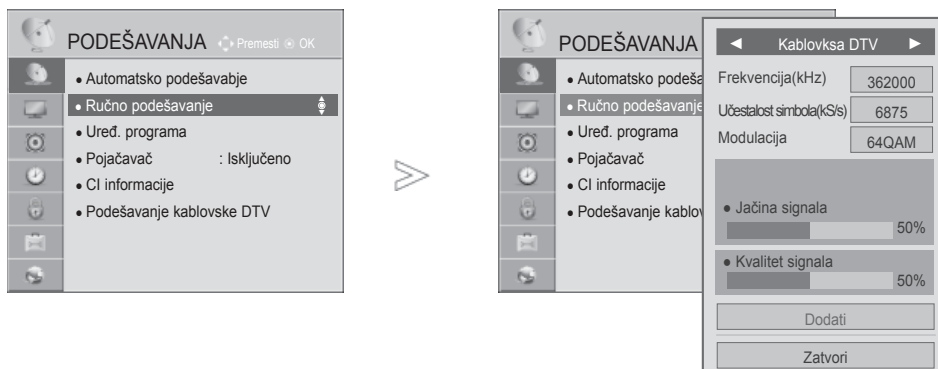 PODEŠAVANJA Premesti OK
● Automatsko podešavabje
● Ručno podešavanje
● Uređ. programa
● Pojačavač : Isključeno
● CI informacije
● Podešavanje kablovske DTV
PODEŠAVANJA
● Automatsko podeša
● Ručno podešavanje
● Uređ. programa
● Pojačavač
● CI informacije
● Podešavanje kablov
◄ Kablovksa DTV ►
Frekvencija(kHz) 362000
Učestalost simbola(kS/s) 6875
Modulacija 64QAM
● Jačina signala
50%
● Kvalitet signala
50%
Dodati
Zatvori